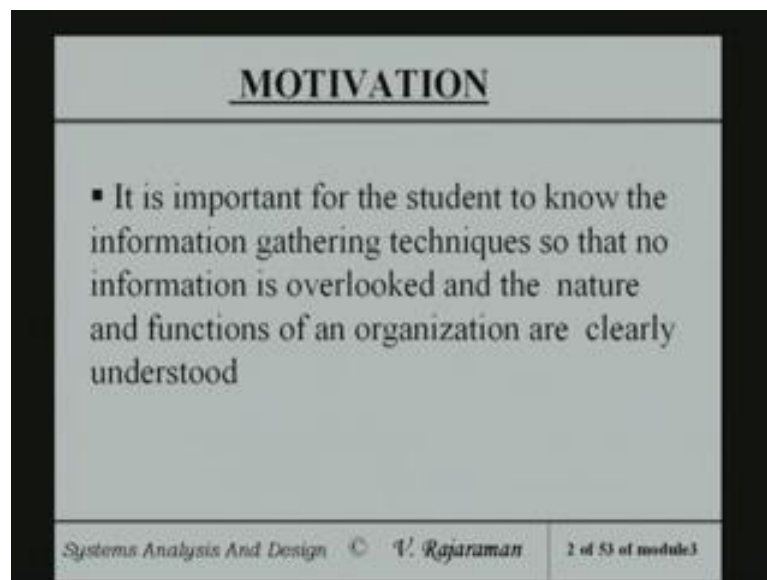 MOTIVATION
▪ It is important for the student to know the
information gathering techniques so that no
information is overlooked and the nature
and functions of an organization are clearly
understood
Systems Analysis And Design © V. Rajaraman 2 of 53 of module3